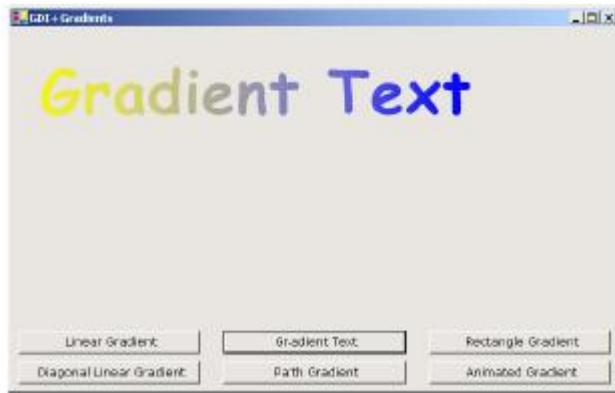 GDI+Gradients
Gradient Text
Linear Gradient Gradient Text Rectangle Gradient
Diagonal Linear Gradient Path Gradient Animated Gradient